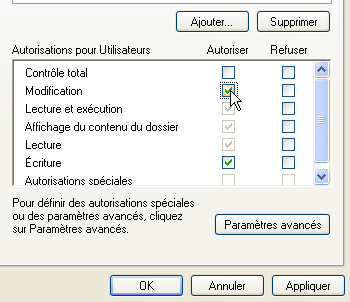 Ajouter... Supprimer
Autorisations pour Utilisateurs Autoriser Refuser
Contrôle total
Modification
Lecture et exécution
Affichage du contenu du dossier
Lecture
Écriture
Autorisations spéciales
Pour définir des autorisations spéciales
ou des paramètres avancés, cliquez
sur Paramètres avancés.
Paramètres avancés
OK Annuler Appliquer